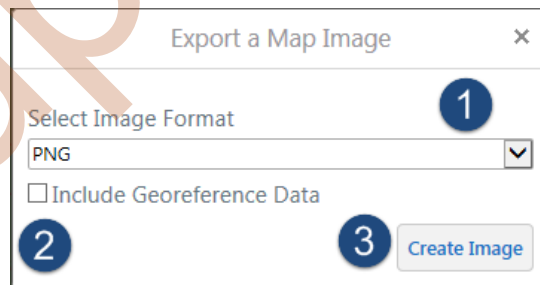 Export a Map Image ×
1
Select Image Format
PNG
Include Georeference Data
2
3
Create Image